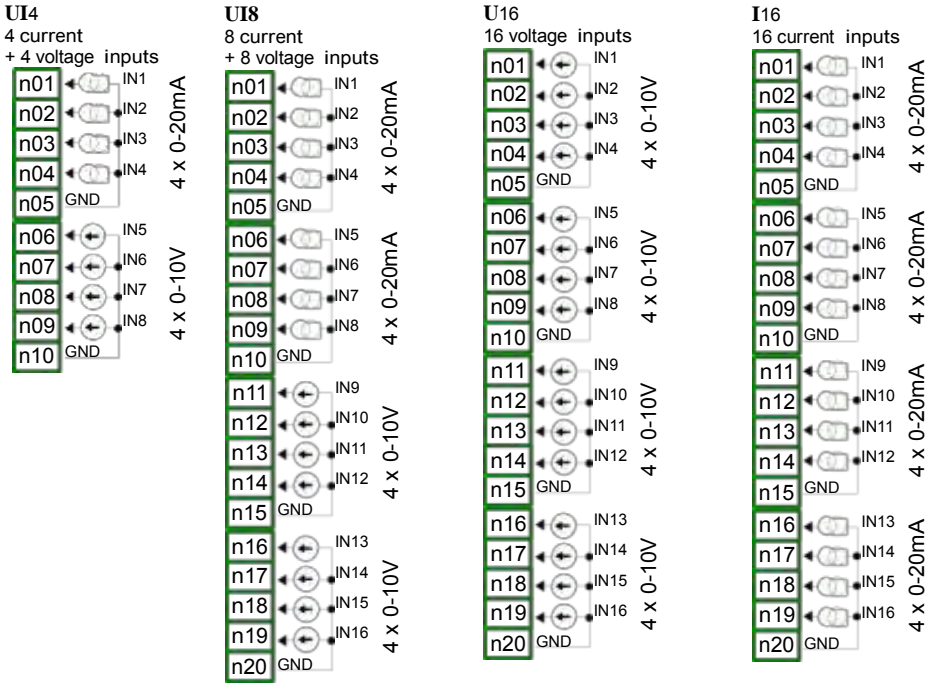 UI4
4 current
+ 4 voltage inputs
n01 IN1
n02 IN2
n03 IN3
n04 IN4
n05 GND
4 x 0-20mA
n06 IN5
n07 IN6
n08 IN7
n09 IN8
n10 GND
4 x 0-10V
UI8
8 current
+ 8 voltage inputs
n01 IN1
n02 IN2
n03 IN3
n04 IN4
n05 GND
4 x 0-20mA
n06 IN5
n07 IN6
n08 IN7
n09 IN8
n10 GND
4 x 0-20mA
n11 IN9
n12 IN10
n13 IN11
n14 IN12
n15 GND
4 x 0-10V
n16 IN13
n17 IN14
n18 IN15
n19 IN16
n20 GND
4 x 0-10V
U16
16 voltage inputs
n01 IN1
n02 IN2
n03 IN3
n04 IN4
n05 GND
4 x 0-10V
n06 IN5
n07 IN6
n08 IN7
n09 IN8
n10 GND
4 x 0-10V
n11 IN9
n12 IN10
n13 IN11
n14 IN12
n15 GND
4 x 0-10V
n16 IN13
n17 IN14
n18 IN15
n19 IN16
n20 GND
4 x 0-10V
I16
16 current inputs
n01 IN1
n02 IN2
n03 IN3
n04 IN4
n05 GND
4 x 0-20mA
n06 IN5
n07 IN6
n08 IN7
n09 IN8
n10 GND
4 x 0-20mA
n11 IN9
n12 IN10
n13 IN11
n14 IN12
n15 GND
4 x 0-20mA
n16 IN13
n17 IN14
n18 IN15
n19 IN16
n20 GND
4 x 0-20mA